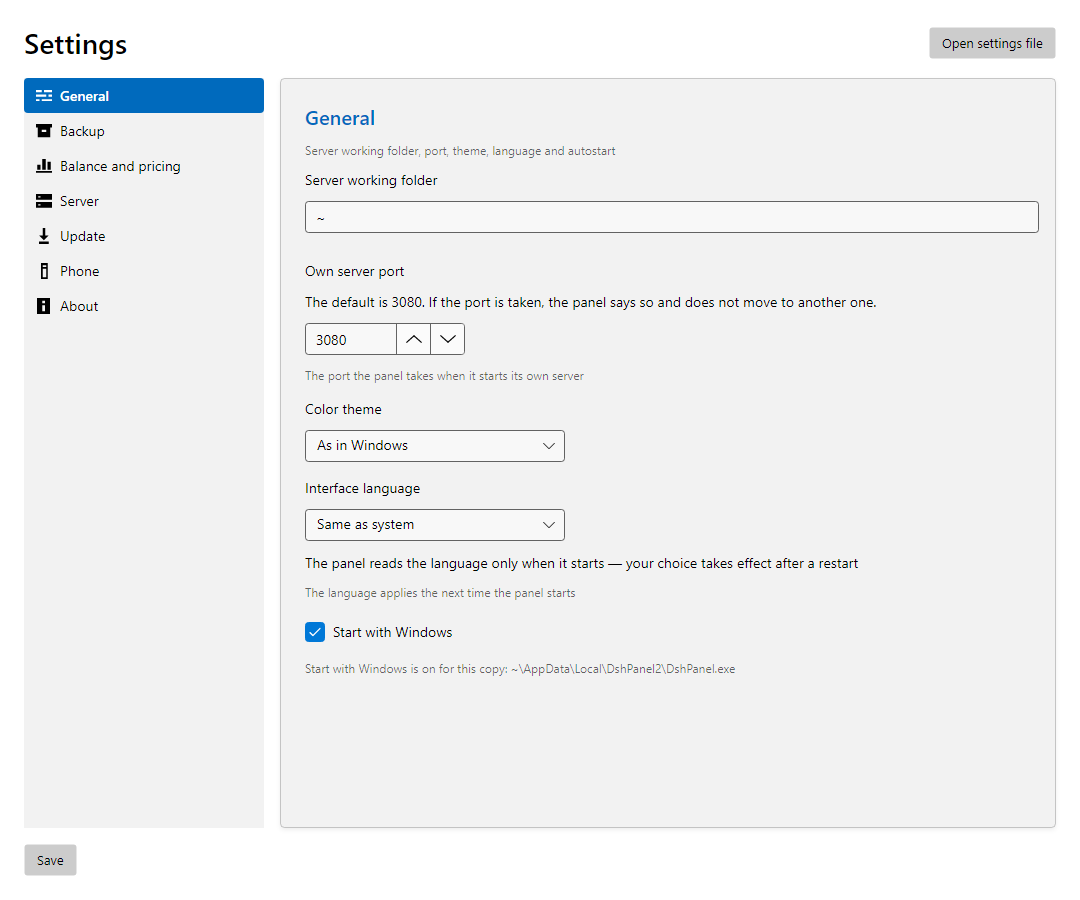 Settings
Open settings file
General
Backup
Balance and pricing
Server
Update
Phone
About
General
Server working folder, port, theme, language and autostart
Server working folder
~
Own server port
The default is 3080. If the port is taken, the panel says so and does not move to another one.
3080
The port the panel takes when it starts its own server
Color theme
As in Windows
Interface language
Same as system
The panel reads the language only when it starts — your choice takes effect after a restart
The language applies the next time the panel starts
Start with Windows
Start with Windows is on for this copy: ~\AppData\Local\DshPanel2\DshPanel.exe
Save